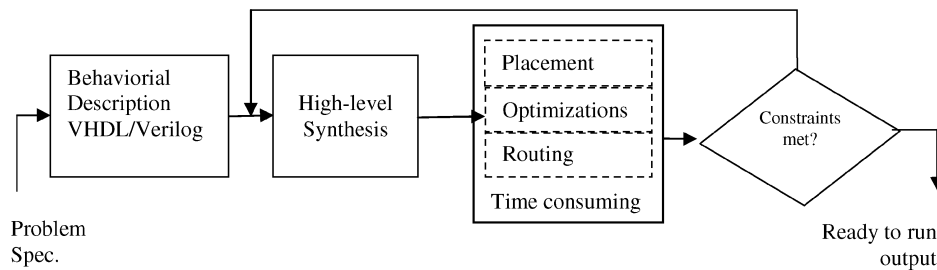 Behaviorial
Description
VHDL/Verilog
High-level
Synthesis
Placement
Optimizations
Routing
Time consuming
Constraints
met?
Problem
Spec.
Ready to run
output